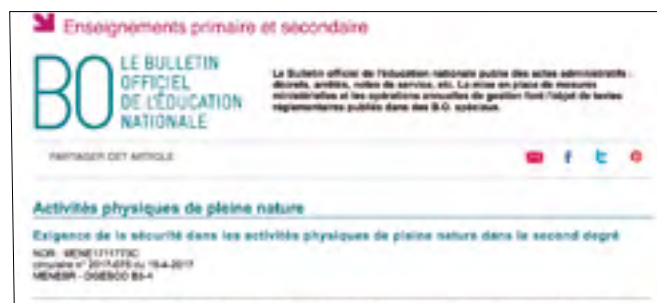 Enseignements primaire et secondaire
BO
LE BULLETIN
OFFICIEL
DE L'ÉDUCATION
NATIONALE
Le Bulletin officiel de l'éducation nationale publie des actes administratifs :
décrets, arrêtés, notes de service, etc. La mise en place de mesures
ministérielles et les opérations annuelles de gestion font l'objet de textes
réglementaires publiés dans des B.O. spéciaux.
PARTAGER CET ARTICLE
Activités physiques de pleine nature
Exigence de la sécurité dans les activités physiques de pleine nature dans le second degré
NOR : MENE1711773C
circulaire n° 2017-075 du 19-4-2017
MENESR - DGESCO B3-4